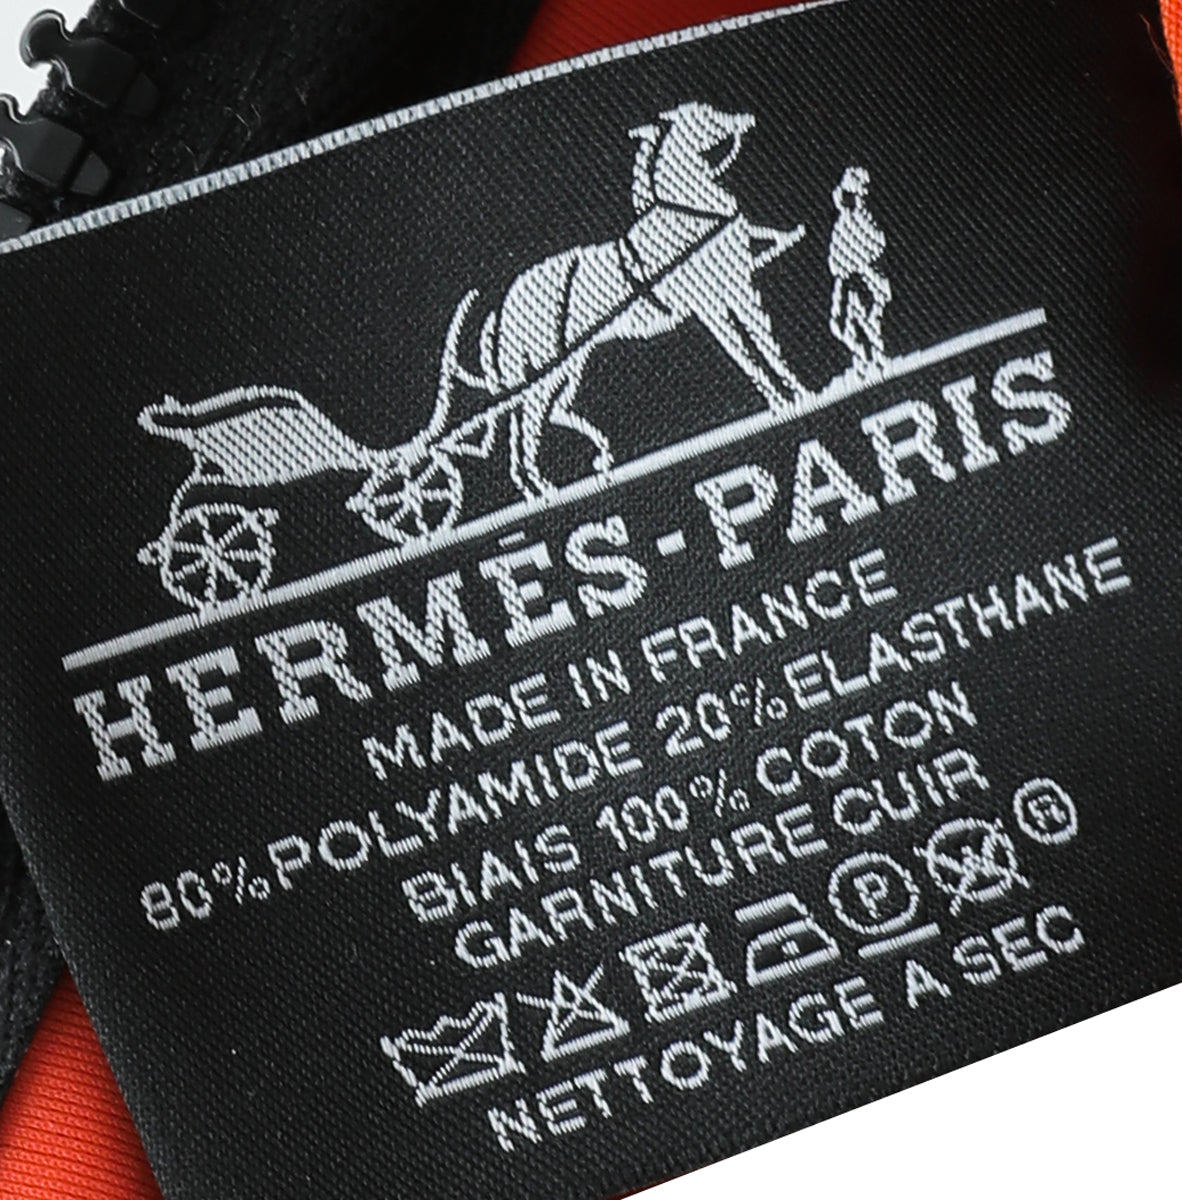 HERMÈS-PARIS
MADE IN FRANCE
80%POLYAMIDE 20%ELASTHANE
BIAIS 100% COTON
GARNITURE CUIR
P W ®
NETTOYAGE A SEC